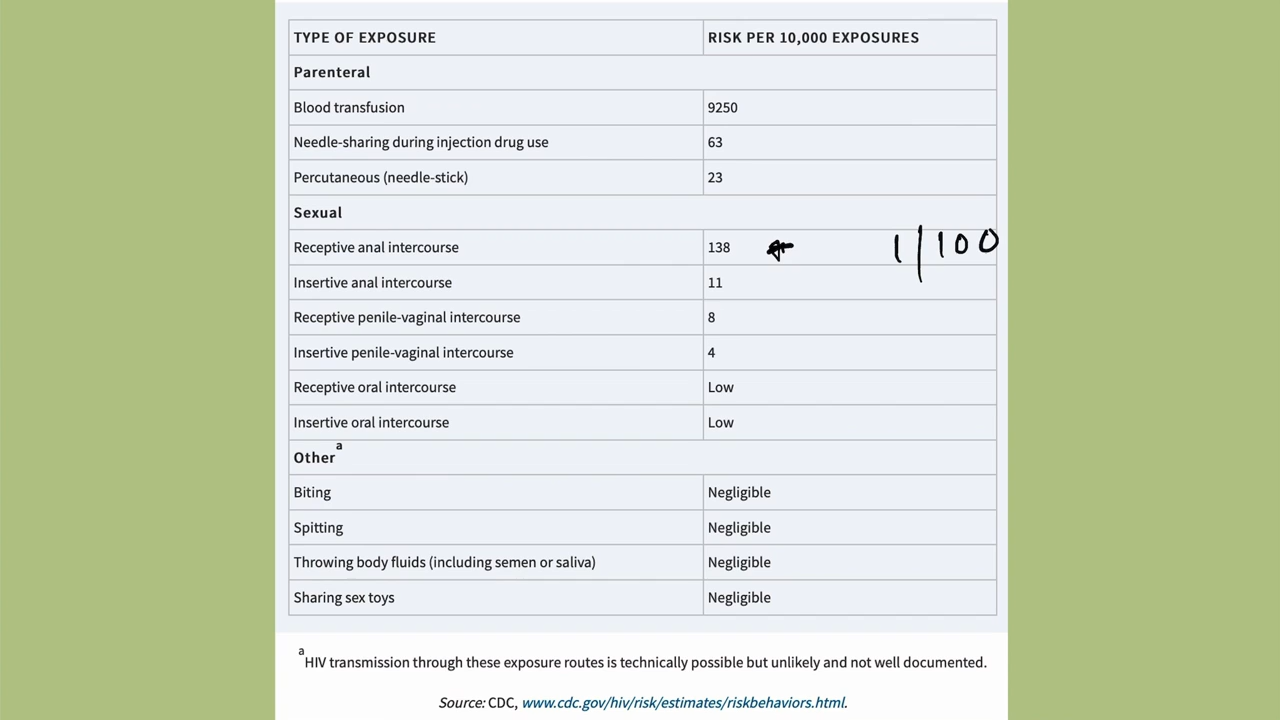 TYPE OF EXPOSURE RISK PER 10,000 EXPOSURES
Parenteral
Blood transfusion 9250
Needle-sharing during injection drug use 63
Percutaneous (needle-stick) 23
Sexual
Receptive anal intercourse 138 1/100
Insertive anal intercourse 11
Receptive penile-vaginal intercourse 8
Insertive penile-vaginal intercourse 4
Receptive oral intercourse Low
Insertive oral intercourse Low
Other a
Biting Negligible
Spitting Negligible
Throwing body fluids (including semen or saliva) Negligible
Sharing sex toys Negligible
a HIV transmission through these exposure routes is technically possible but unlikely and not well documented.
Source: CDC, www.cdc.gov/hiv/risk/estimates/riskbehaviors.html.